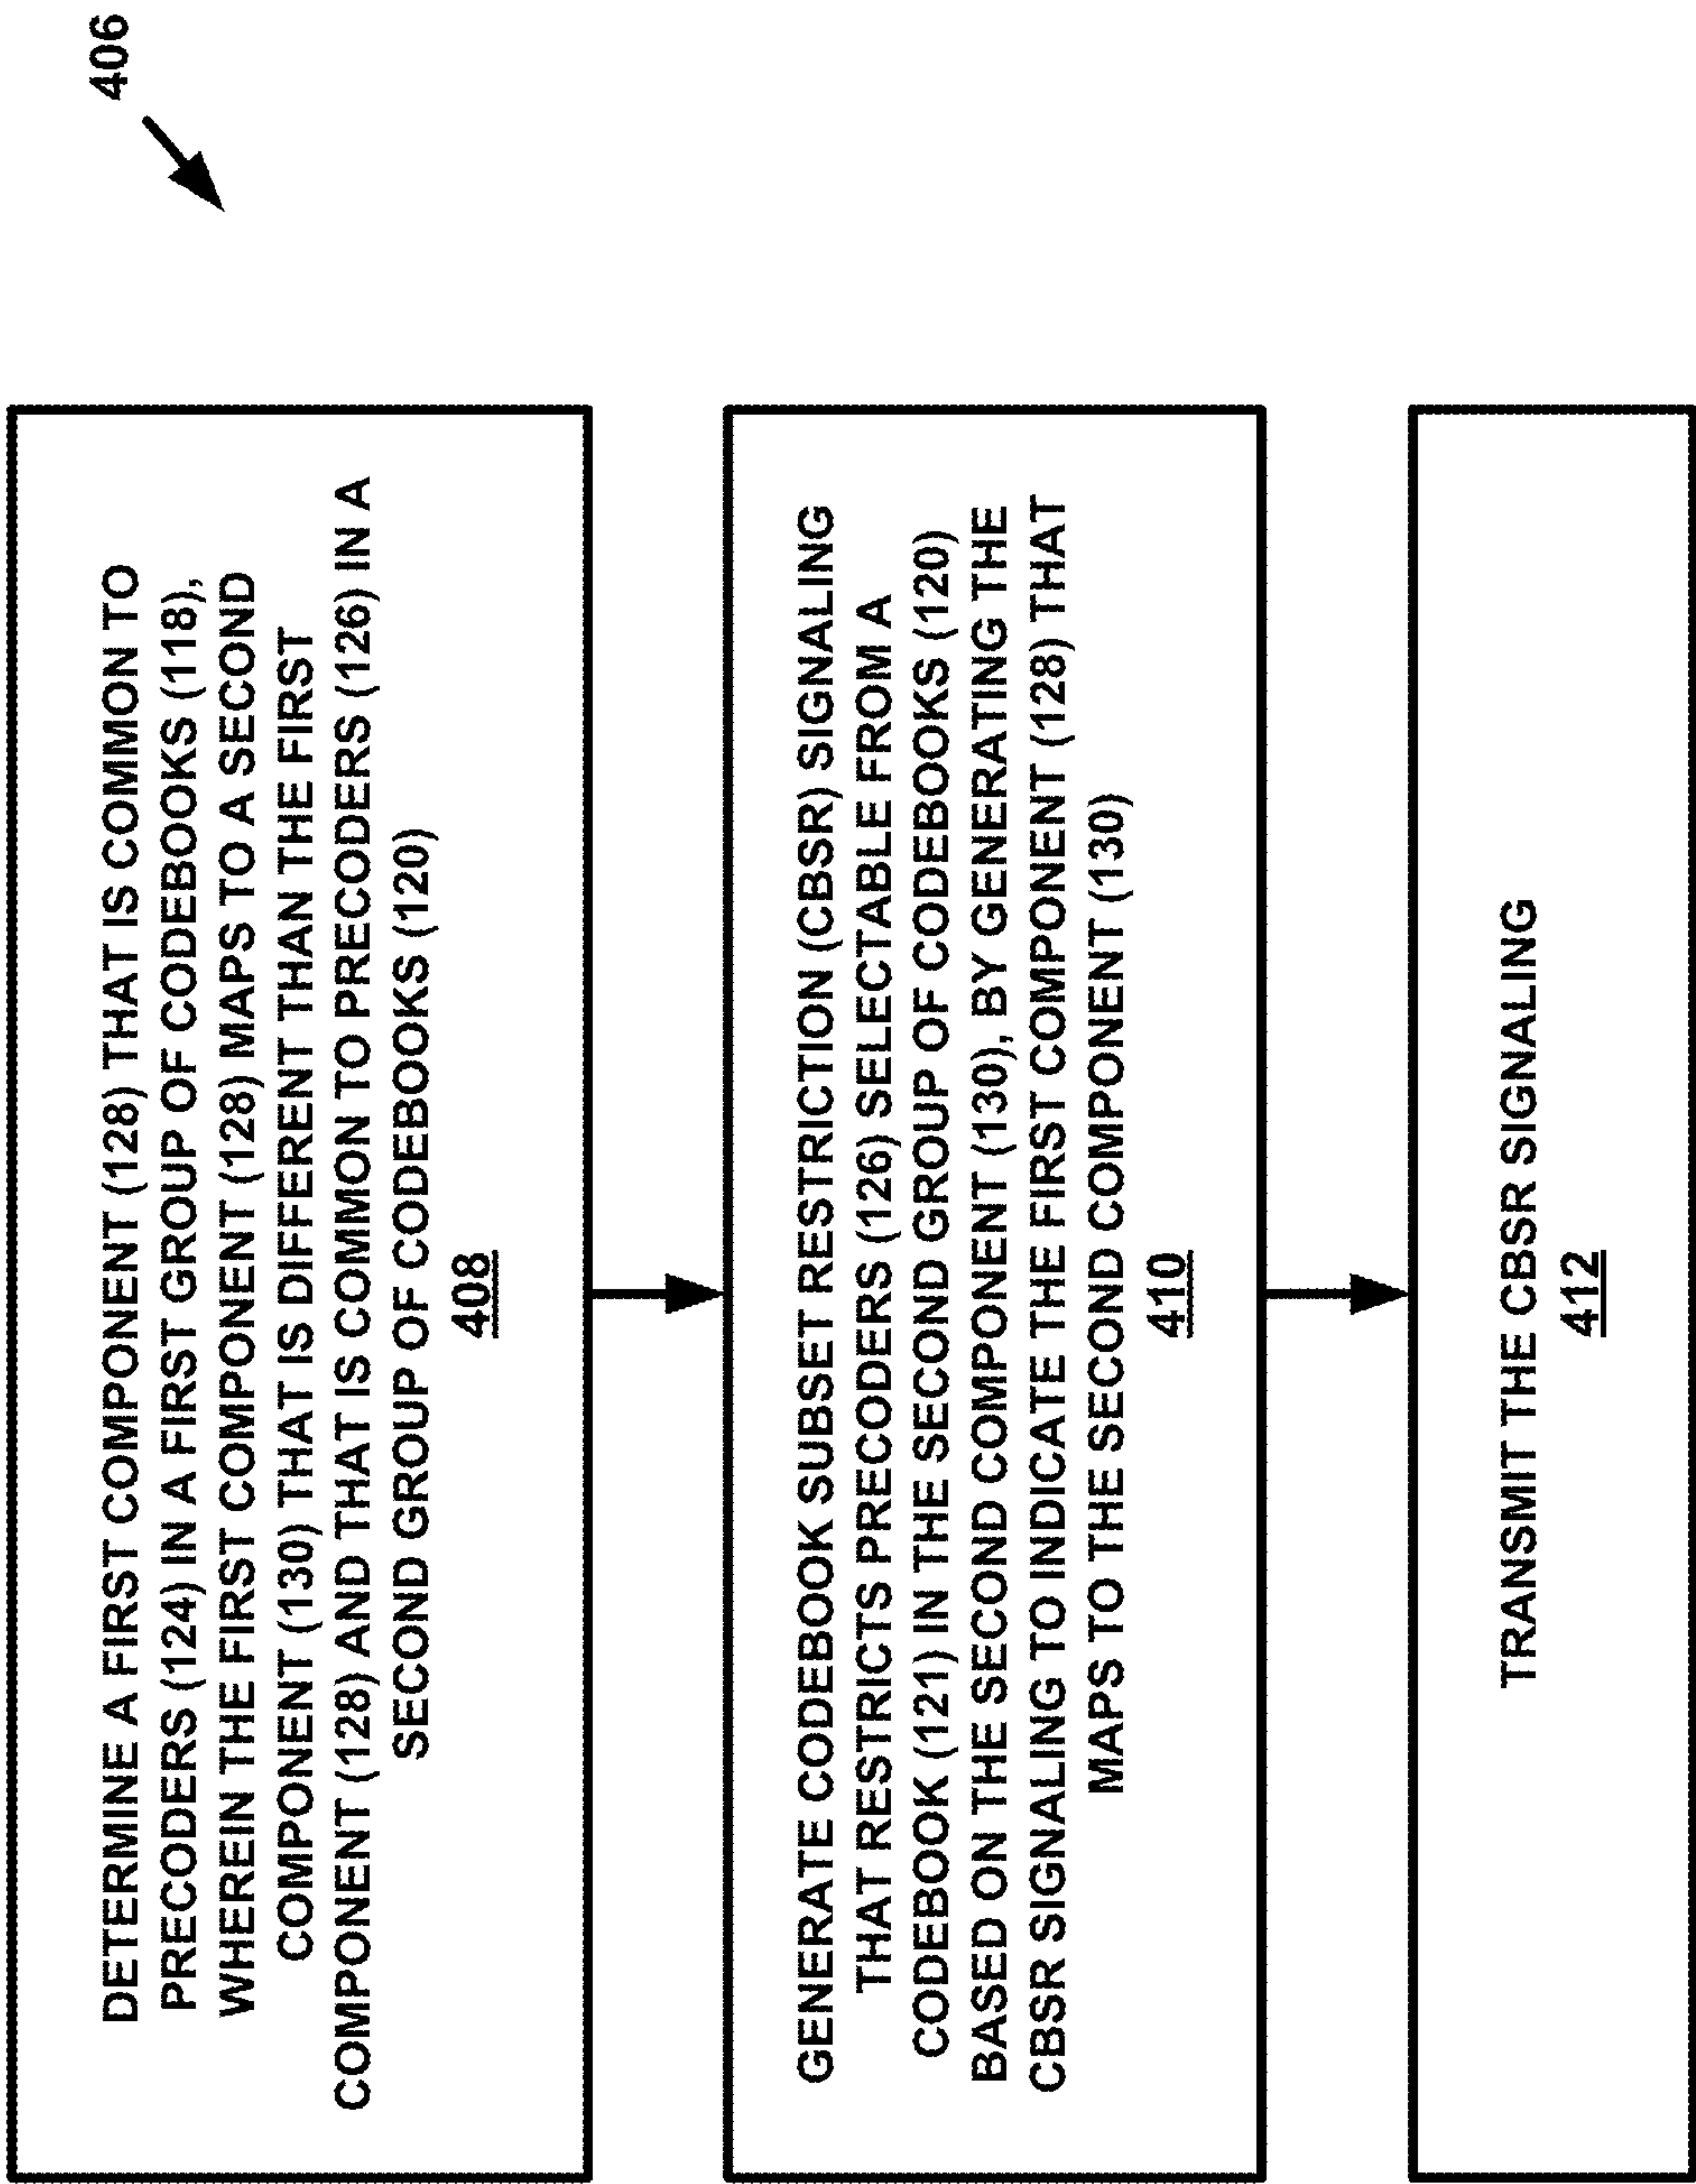 406
DETERMINE A FIRST COMPONENT (128) THAT IS COMMON TO
PRECODERS (124) IN A FIRST GROUP OF CODEBOOKS (118),
WHEREIN THE FIRST COMPONENT (128) MAPS TO A SECOND
COMPONENT (130) THAT IS DIFFERENT THAN THE FIRST
COMPONENT (128) AND THAT IS COMMON TO PRECODERS (126) IN A
SECOND GROUP OF CODEBOOKS (120)
408
GENERATE CODEBOOK SUBSET RESTRICTION (CBSR) SIGNALING
THAT RESTRICTS PRECODERS (126) SELECTABLE FROM A
CODEBOOK (121) IN THE SECOND GROUP OF CODEBOOKS (120)
BASED ON THE SECOND COMPONENT (130), BY GENERATING THE
CBSR SIGNALING TO INDICATE THE FIRST COMPONENT (128) THAT
MAPS TO THE SECOND COMPONENT (130)
410
TRANSMIT THE CBSR SIGNALING
412